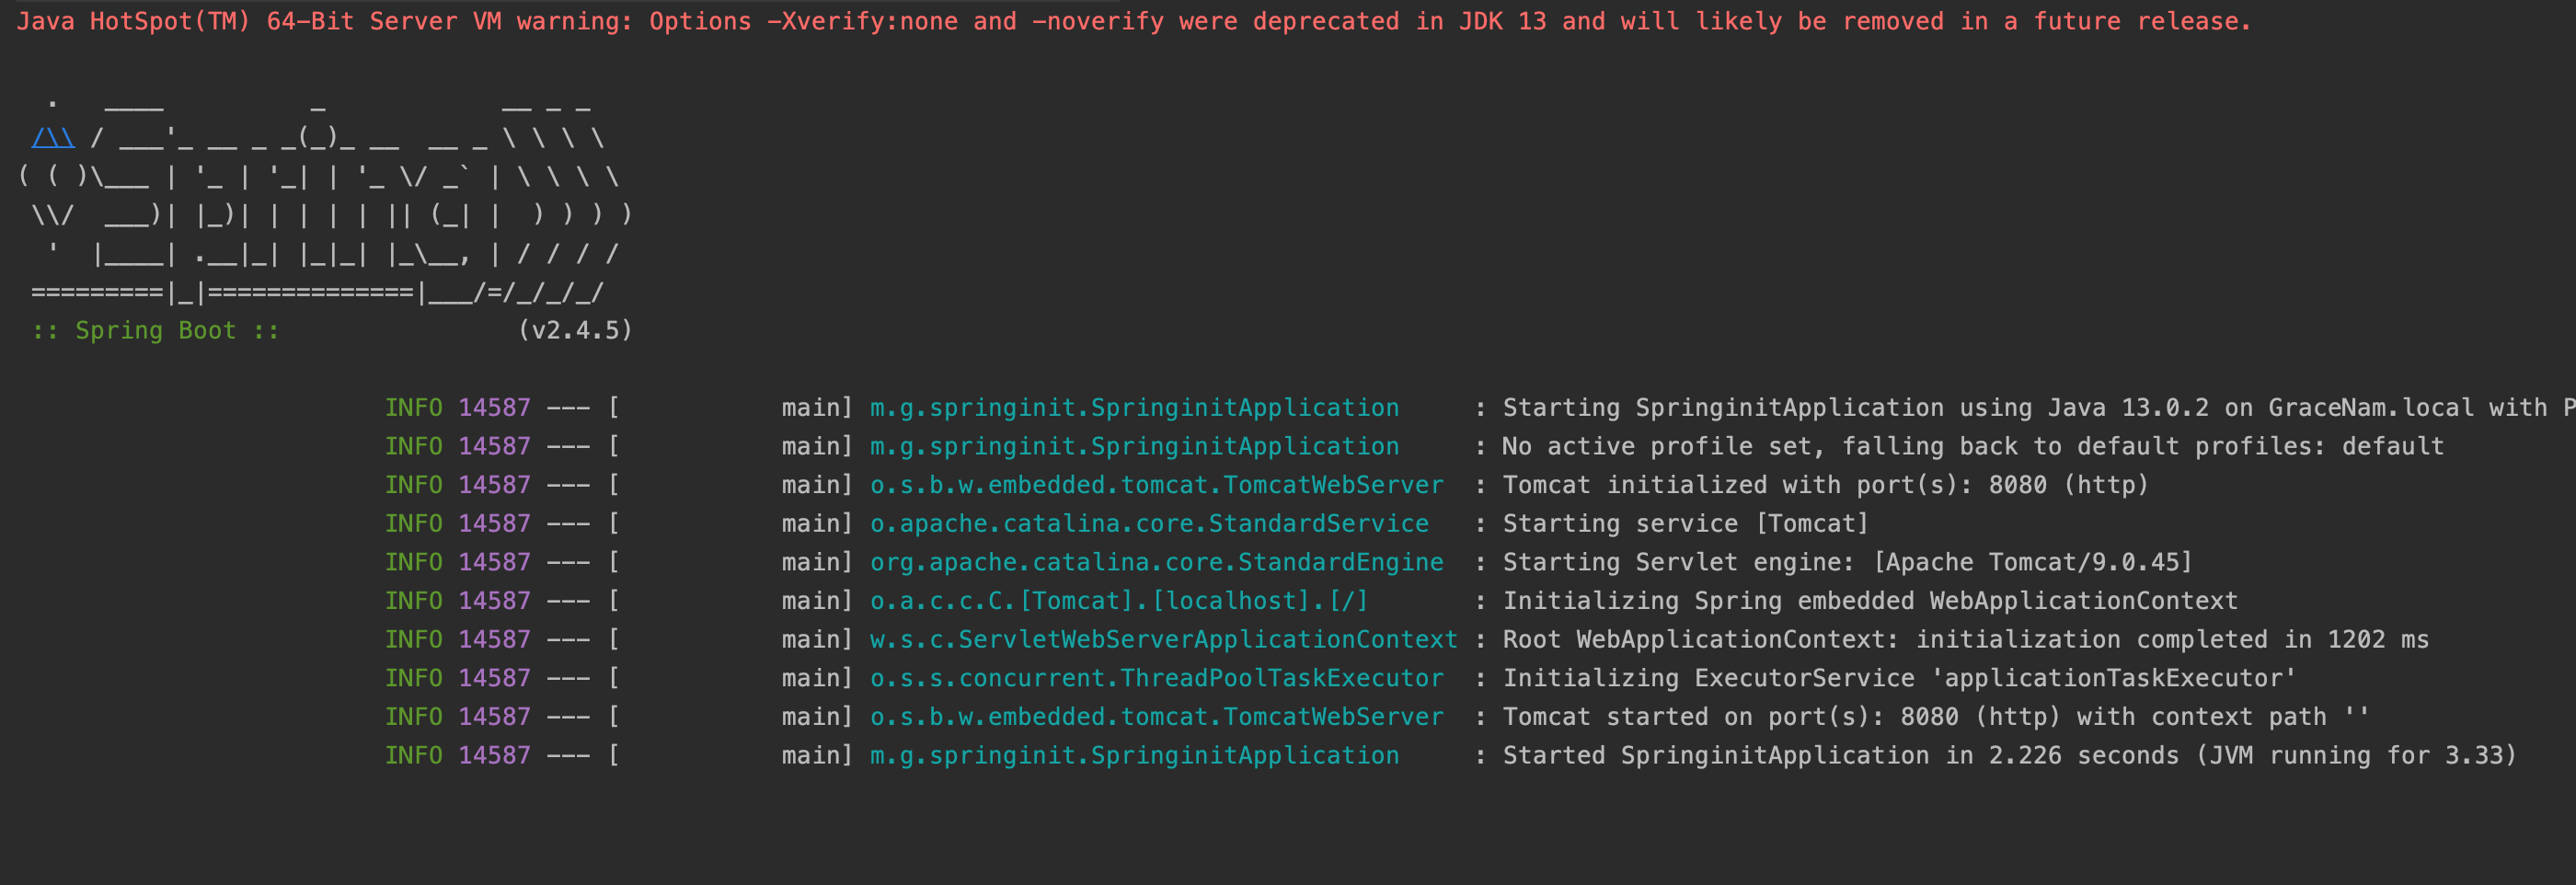 Java HotSpot(TM) 64-Bit Server VM warning: Options -Xverify:none and -noverify were deprecated in JDK 13 and will likely be removed in a future release.
  .   ____          _            __ _ _
 /\\ / ___'_ __ _ _(_)_ __  __ _ \ \ \ \
( ( )\___ | '_ | '_| | '_ \/ _` | \ \ \ \
 \\/  ___)| |_)| | | | | || (_| |  ) ) ) )
  '  |____| .__|_| |_|_| |_\__, | / / / /
 =========|_|==============|___/=/_/_/_/
 :: Spring Boot ::                (v2.4.5)
INFO 14587 --- [           main] m.g.springinit.SpringinitApplication     : Starting SpringinitApplication using Java 13.0.2 on GraceNam.local with P
INFO 14587 --- [           main] m.g.springinit.SpringinitApplication     : No active profile set, falling back to default profiles: default
INFO 14587 --- [           main] o.s.b.w.embedded.tomcat.TomcatWebServer  : Tomcat initialized with port(s): 8080 (http)
INFO 14587 --- [           main] o.apache.catalina.core.StandardService   : Starting service [Tomcat]
INFO 14587 --- [           main] org.apache.catalina.core.StandardEngine  : Starting Servlet engine: [Apache Tomcat/9.0.45]
INFO 14587 --- [           main] o.a.c.c.C.[Tomcat].[localhost].[/]       : Initializing Spring embedded WebApplicationContext
INFO 14587 --- [           main] w.s.c.ServletWebServerApplicationContext : Root WebApplicationContext: initialization completed in 1202 ms
INFO 14587 --- [           main] o.s.s.concurrent.ThreadPoolTaskExecutor  : Initializing ExecutorService 'applicationTaskExecutor'
INFO 14587 --- [           main] o.s.b.w.embedded.tomcat.TomcatWebServer  : Tomcat started on port(s): 8080 (http) with context path ''
INFO 14587 --- [           main] m.g.springinit.SpringinitApplication     : Started SpringinitApplication in 2.226 seconds (JVM running for 3.33)